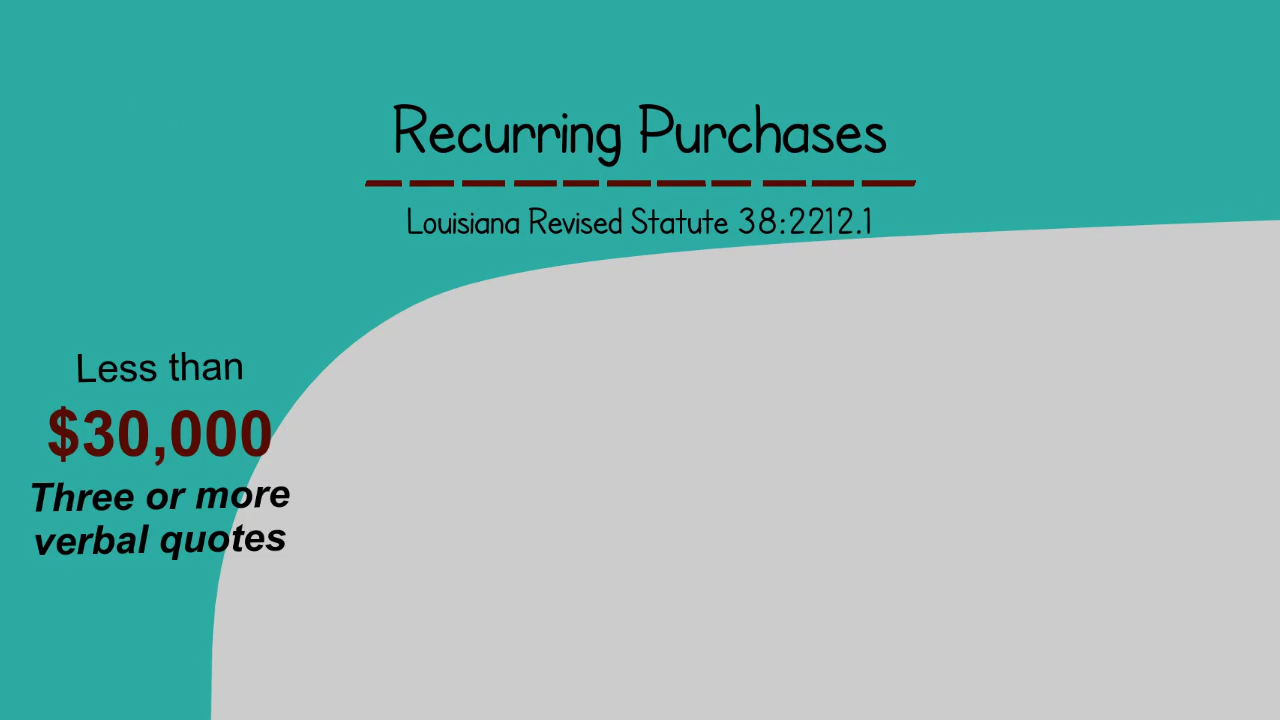 Recurring Purchases
Louisiana Revised Statute 38:2212.1
Less than
$30,000
Three or more
verbal quotes